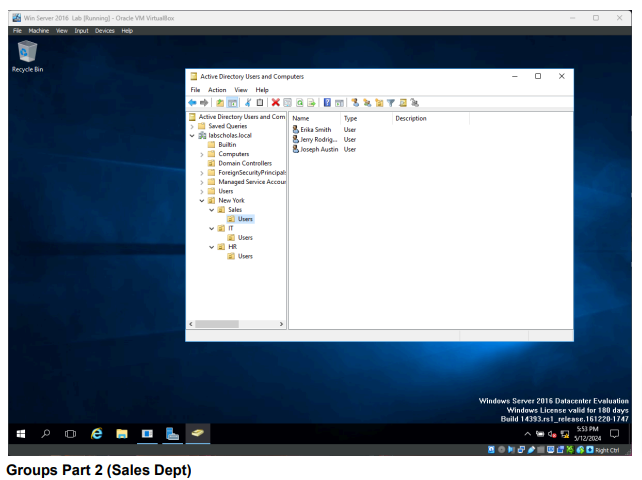 Win Server 2016 Lab [Running] - Oracle VM VirtualBox
File Machine View Input Devices Help
Recycle Bin
Active Directory Users and Computers
File Action View Help
Active Directory Users and Com
Saved Queries
labscholas.local
Builtin
Computers
Domain Controllers
ForeignSecurityPrincipals
Managed Service Accour
Users
New York
Sales
Users
IT
Users
HR
Users
Name Type Description
Erika Smith User
Jerry Rodrig... User
Joseph Austin User
Windows Server 2016 Datacenter Evaluation
Windows License valid for 180 days
Build 14393.rs1_release.161220-1747
5:53 PM
5/12/2024
Right Ctrl
Groups Part 2 (Sales Dept)